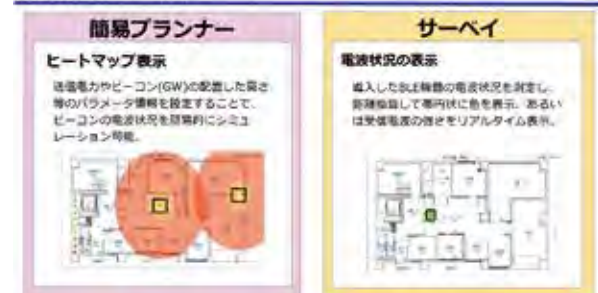 簡易プランナー
ヒートマップ表示
送信電力やビーコン(GW)の配置した高さ
等のパラメータ情報を設定することで、
ビーコンの電波状況を簡易的にシミュ
レーション可能。
サーベイ
電波状況の表示
導入したBLE機器の電波状況を測定し、
距離換算して帯円状に色を表示、あるい
は受信電波の強さをリアルタイム表示。